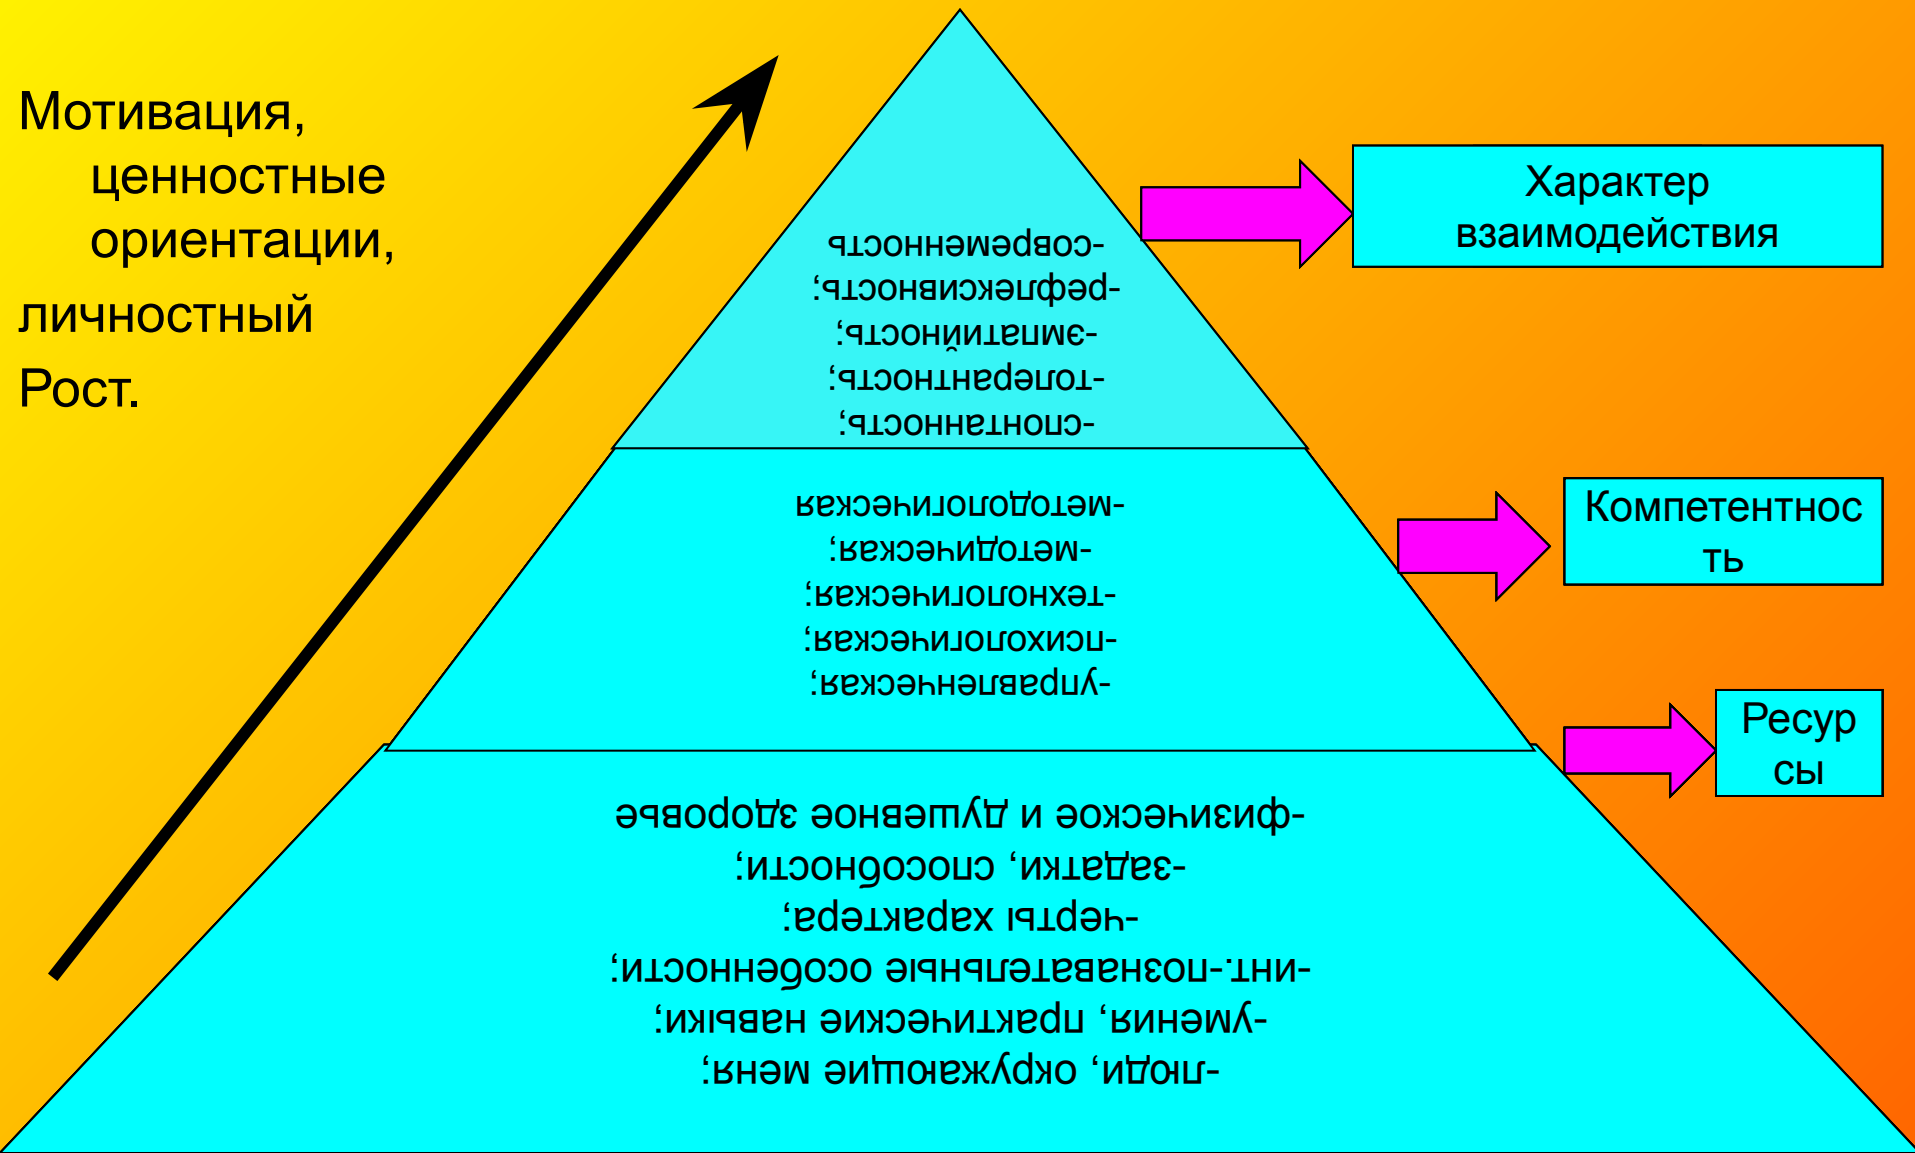 Мотивация,
ценностные
ориентации,
личностный
Рост.
Характер
взаимодействия
-спонтанность;
-толерантность;
-эмпатийность;
-рефлексивность;
-современность
Компетентнос
ть
-управленческая;
-психологическая;
-технологическая;
-методическая;
-методологическая
Ресур
сы
-люди, окружающие меня;
-умения, практические навыки;
-инт.-познавательные особенности;
-черты характера;
-задатки, способности;
-физическое и душевное здоровье